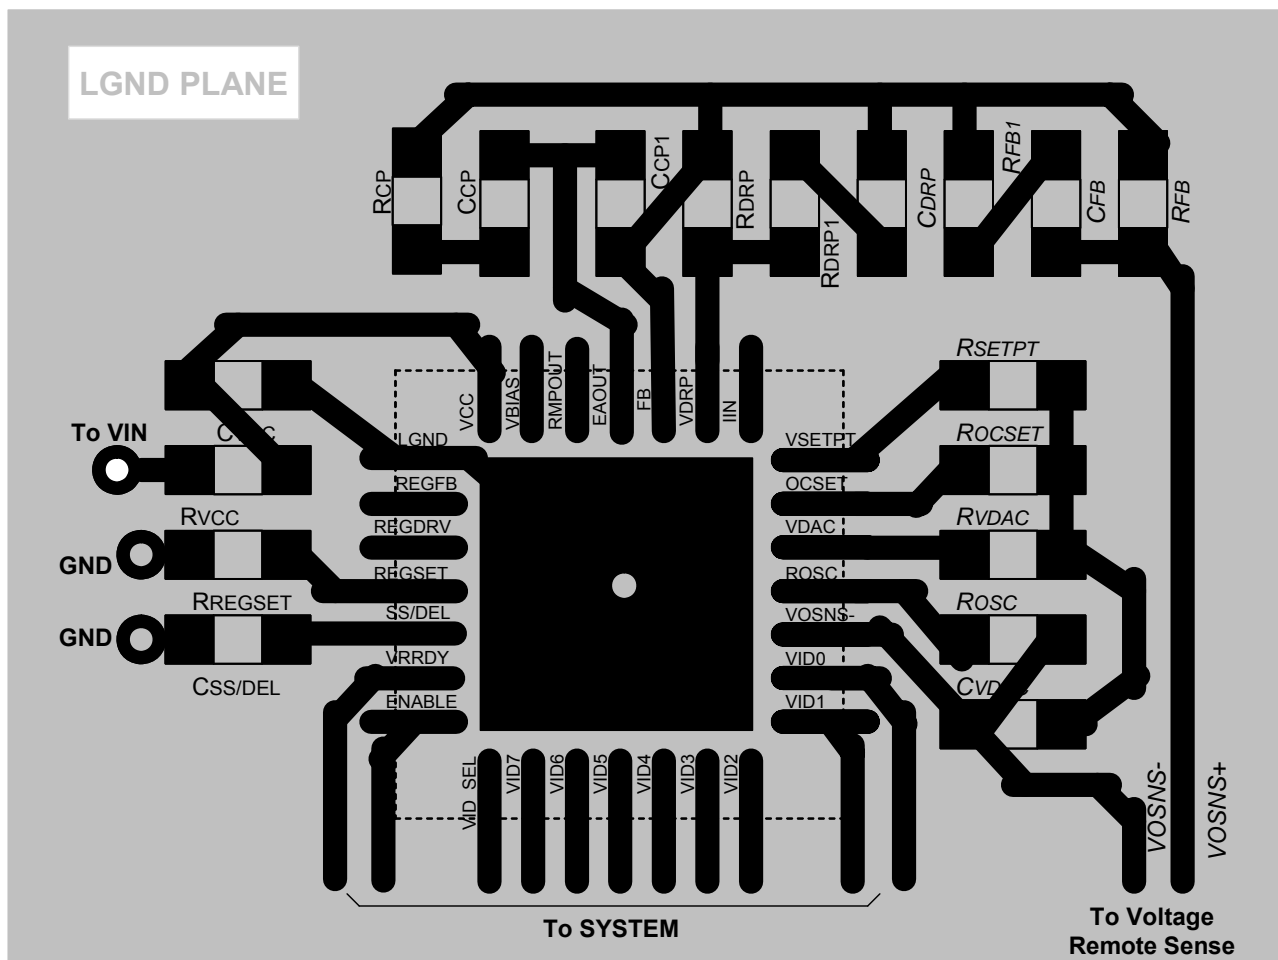 LGND PLANE
RCP
CCP
CCP1
RDRP
RDRP1
CDRP
RFB1
CFB
RFB
VCC
VBIAS
RMPOUT
EAOUT
FB
VDRP
IIN
To VIN
RVCC
GND
RREGSET
GND
CSS/DEL
LGND
REGFB
REGDRV
REGSET
SS/DEL
VRRDY
ENABLE
VSETPT
OCSET
VDAC
ROSC
VOSNS-
VID0
VID1
RSETPT
ROCSET
RVDAC
ROSC
VID_SEL
VID7
VID6
VID5
VID4
VID3
VID2
VOSNS-
VOSNS+
To SYSTEM
To Voltage
Remote Sense